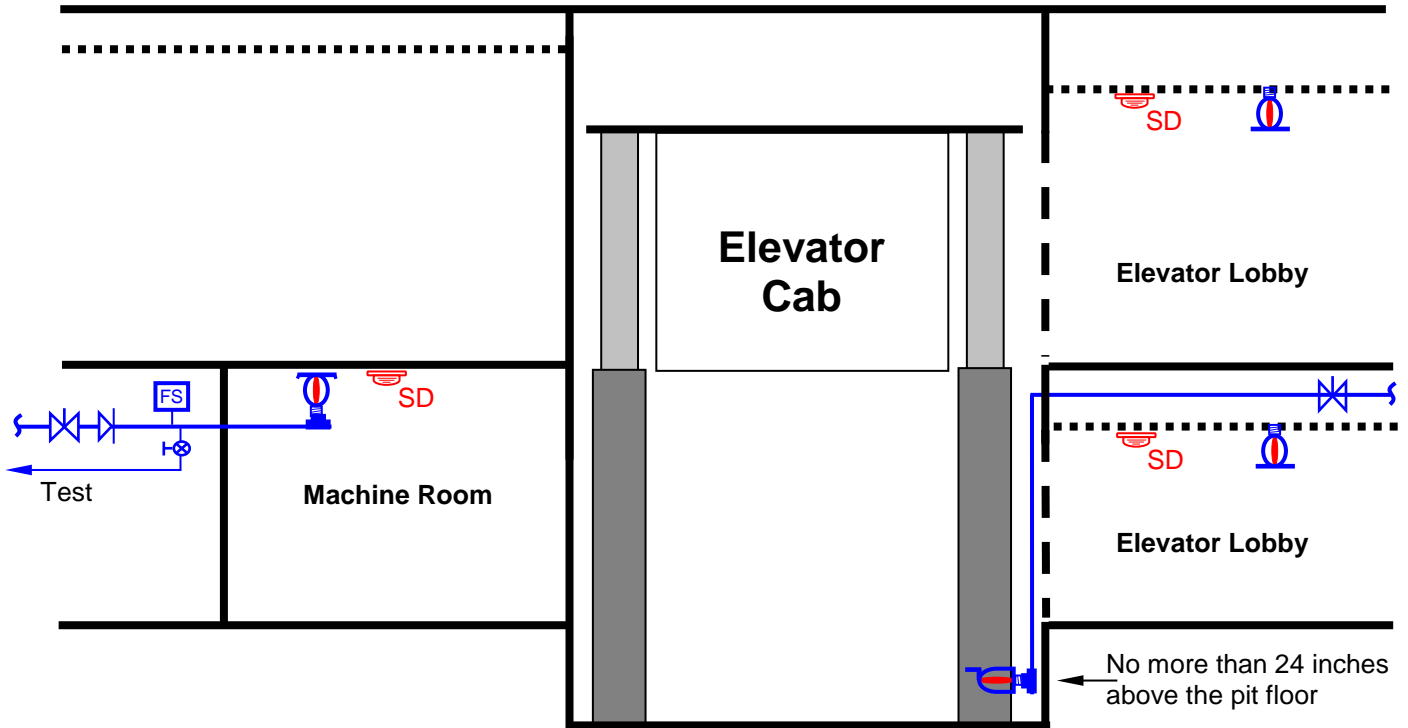 SD
Elevator
Cab
Elevator Lobby
FS
SD
Test
Machine Room
SD
Elevator Lobby
No more than 24 inches
above the pit floor